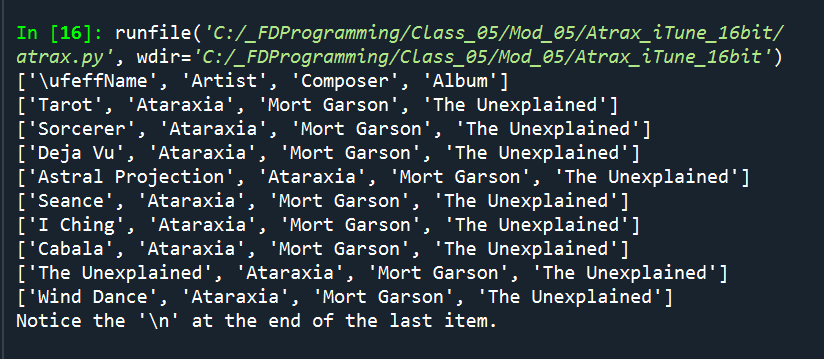 In [16]: runfile('C:/_FDProgramming/Class_05/Mod_05/Atrax_iTune_16bit/
atrax.py', wdir='C:/_FDProgramming/Class_05/Mod_05/Atrax_iTune_16bit')
['\ufeffName', 'Artist', 'Composer', 'Album']
['Tarot', 'Ataraxia', 'Mort Garson', 'The Unexplained']
['Sorcerer', 'Ataraxia', 'Mort Garson', 'The Unexplained']
['Deja Vu', 'Ataraxia', 'Mort Garson', 'The Unexplained']
['Astral Projection', 'Ataraxia', 'Mort Garson', 'The Unexplained']
['Seance', 'Ataraxia', 'Mort Garson', 'The Unexplained']
['I Ching', 'Ataraxia', 'Mort Garson', 'The Unexplained']
['Cabala', 'Ataraxia', 'Mort Garson', 'The Unexplained']
['The Unexplained', 'Ataraxia', 'Mort Garson', 'The Unexplained']
['Wind Dance', 'Ataraxia', 'Mort Garson', 'The Unexplained']
Notice the '\n' at the end of the last item.